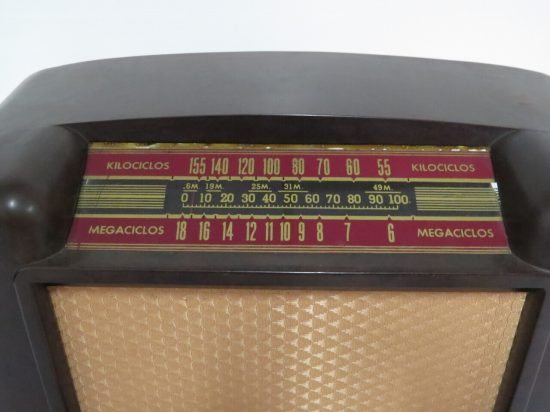 KILOCICLOS 155 140 120 100 80 70 60 55 KILOCICLOS
19M. 25M. 31M. 49M.
0 10 20 30 40 50 60 70 80 90 100
MEGACICLOS 18 16 14 12 11 10 9 8 7 6 MEGACICLOS